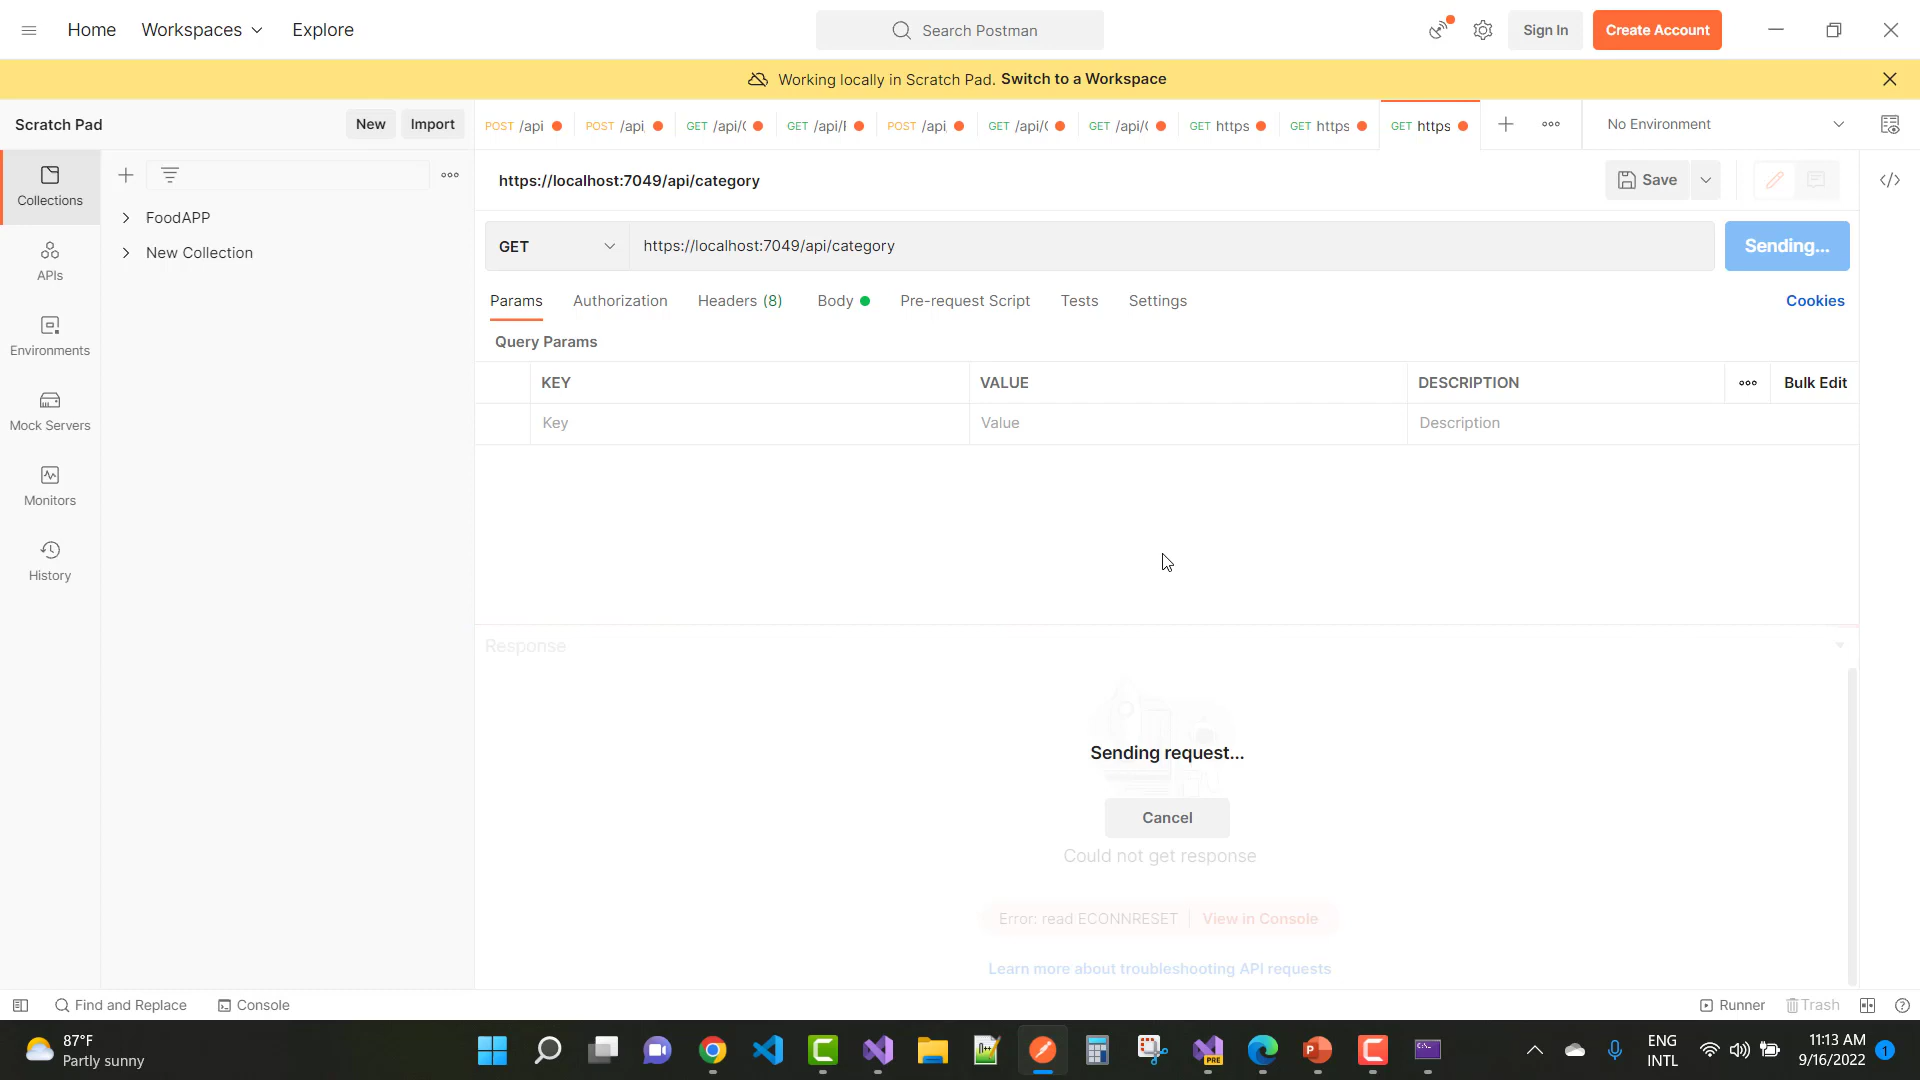 Home
Workspaces
Explore
Search Postman
Sign In
Create Account
Working locally in Scratch Pad. Switch to a Workspace
Scratch Pad
New
Import
POST /api
POST /api,
GET /api/(
GET /api/I
POST /api,
GET /api/(
GET /api/(
GET https
GET https
GET https
No Environment
Collections
FoodAPP
New Collection
APIs
Environments
Mock Servers
Monitors
History
https://localhost:7049/api/category
Save
GET
https://localhost:7049/api/category
Sending...
Params
Authorization
Headers (8)
Body
Pre-request Script
Tests
Settings
Cookies
Query Params
KEY
VALUE
DESCRIPTION
Bulk Edit
Key
Value
Description
Response
Sending request...
Cancel
Could not get response
Error: read ECONNRESET
View in Console
Learn more about troubleshooting API requests
Find and Replace
Console
Runner
Trash
87°F
Partly sunny
PRE
ENG
INTL
11:13 AM
9/16/2022
1